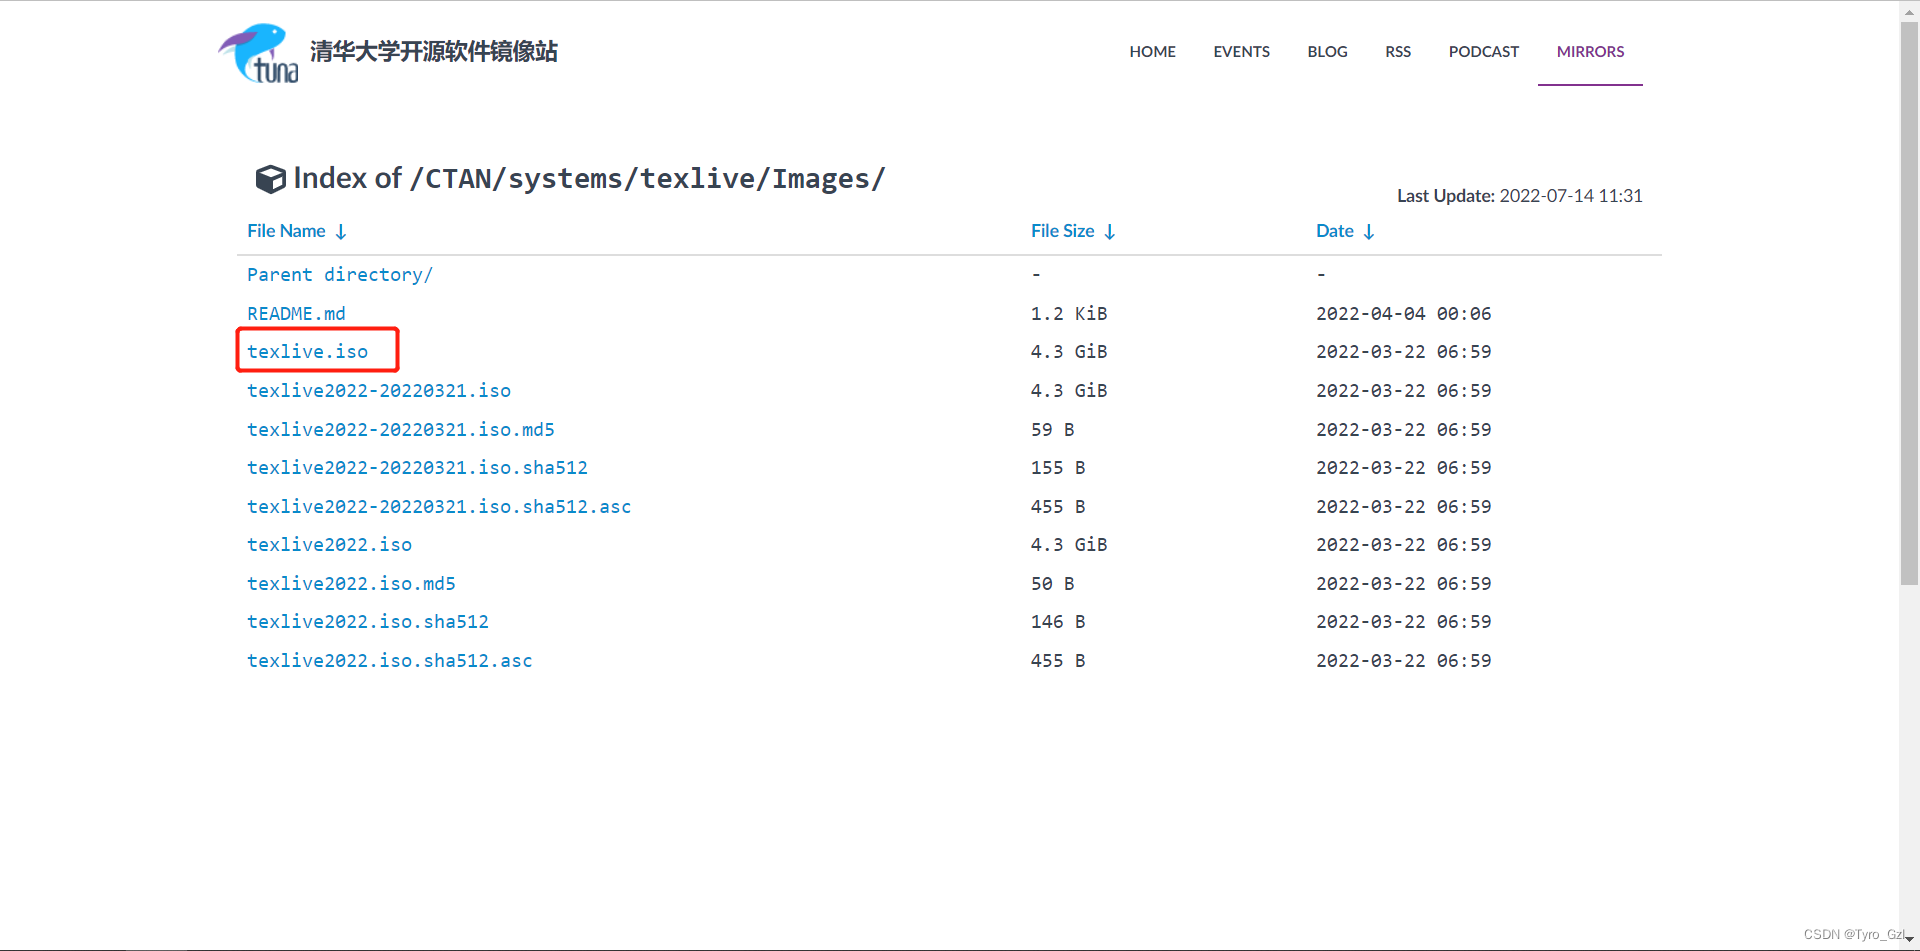 tuna 清华大学开源软件镜像站 HOME EVENTS BLOG RSS PODCAST MIRRORS
Index of /CTAN/systems/texlive/Images/
Last Update: 2022-07-14 11:31
File Name ↓ File Size ↓ Date ↓
Parent directory/ - -
README.md 1.2 KiB 2022-04-04 00:06
texlive.iso 4.3 GiB 2022-03-22 06:59
texlive2022-20220321.iso 4.3 GiB 2022-03-22 06:59
texlive2022-20220321.iso.md5 59 B 2022-03-22 06:59
texlive2022-20220321.iso.sha512 155 B 2022-03-22 06:59
texlive2022-20220321.iso.sha512.asc 455 B 2022-03-22 06:59
texlive2022.iso 4.3 GiB 2022-03-22 06:59
texlive2022.iso.md5 50 B 2022-03-22 06:59
texlive2022.iso.sha512 146 B 2022-03-22 06:59
texlive2022.iso.sha512.asc 455 B 2022-03-22 06:59
CSDN @Tyro_Gzl